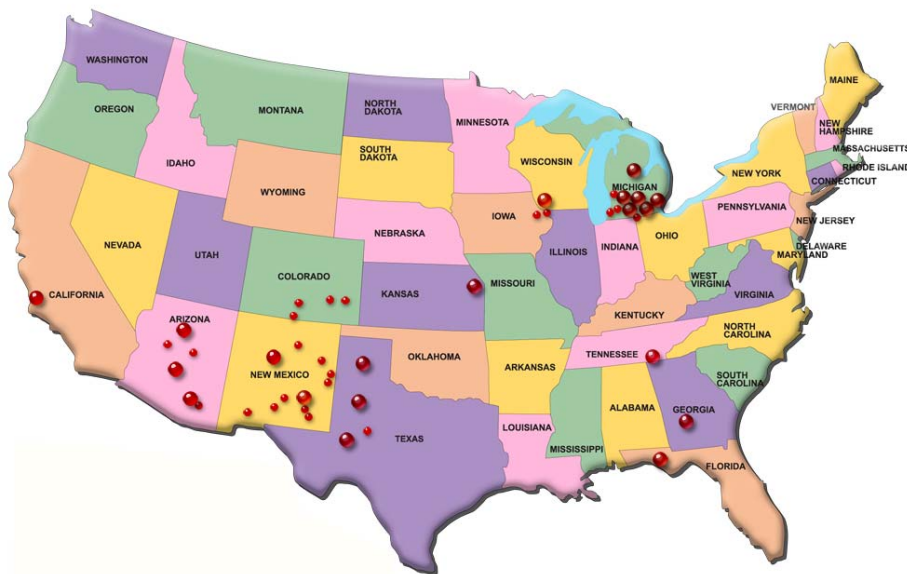 WASHINGTON
OREGON
MONTANA
IDAHO
NORTH
DAKOTA
MINNESOTA
SOUTH
DAKOTA
WISCONSIN
WYOMING
IOWA
NEBRASKA
NEVADA
UTAH
COLORADO
KANSAS
CALIFORNIA
ARIZONA
NEW MEXICO
OKLAHOMA
TEXAS
MISSOURI
ARKANSAS
LOUISIANA
ILLINOIS
INDIANA
MICHIGAN
OHIO
KENTUCKY
TENNESSEE
MISSISSIPPI
ALABAMA
GEORGIA
FLORIDA
SOUTH
CAROLINA
NORTH
CAROLINA
VIRGINIA
WEST
VIRGINIA
PENNSYLVANIA
NEW YORK
MAINE
VERMONT
NEW
HAMPSHIRE
MASSACHUSETTS
RHODE ISLAND
CONNECTICUT
NEW JERSEY
DELAWARE
MARYLAND